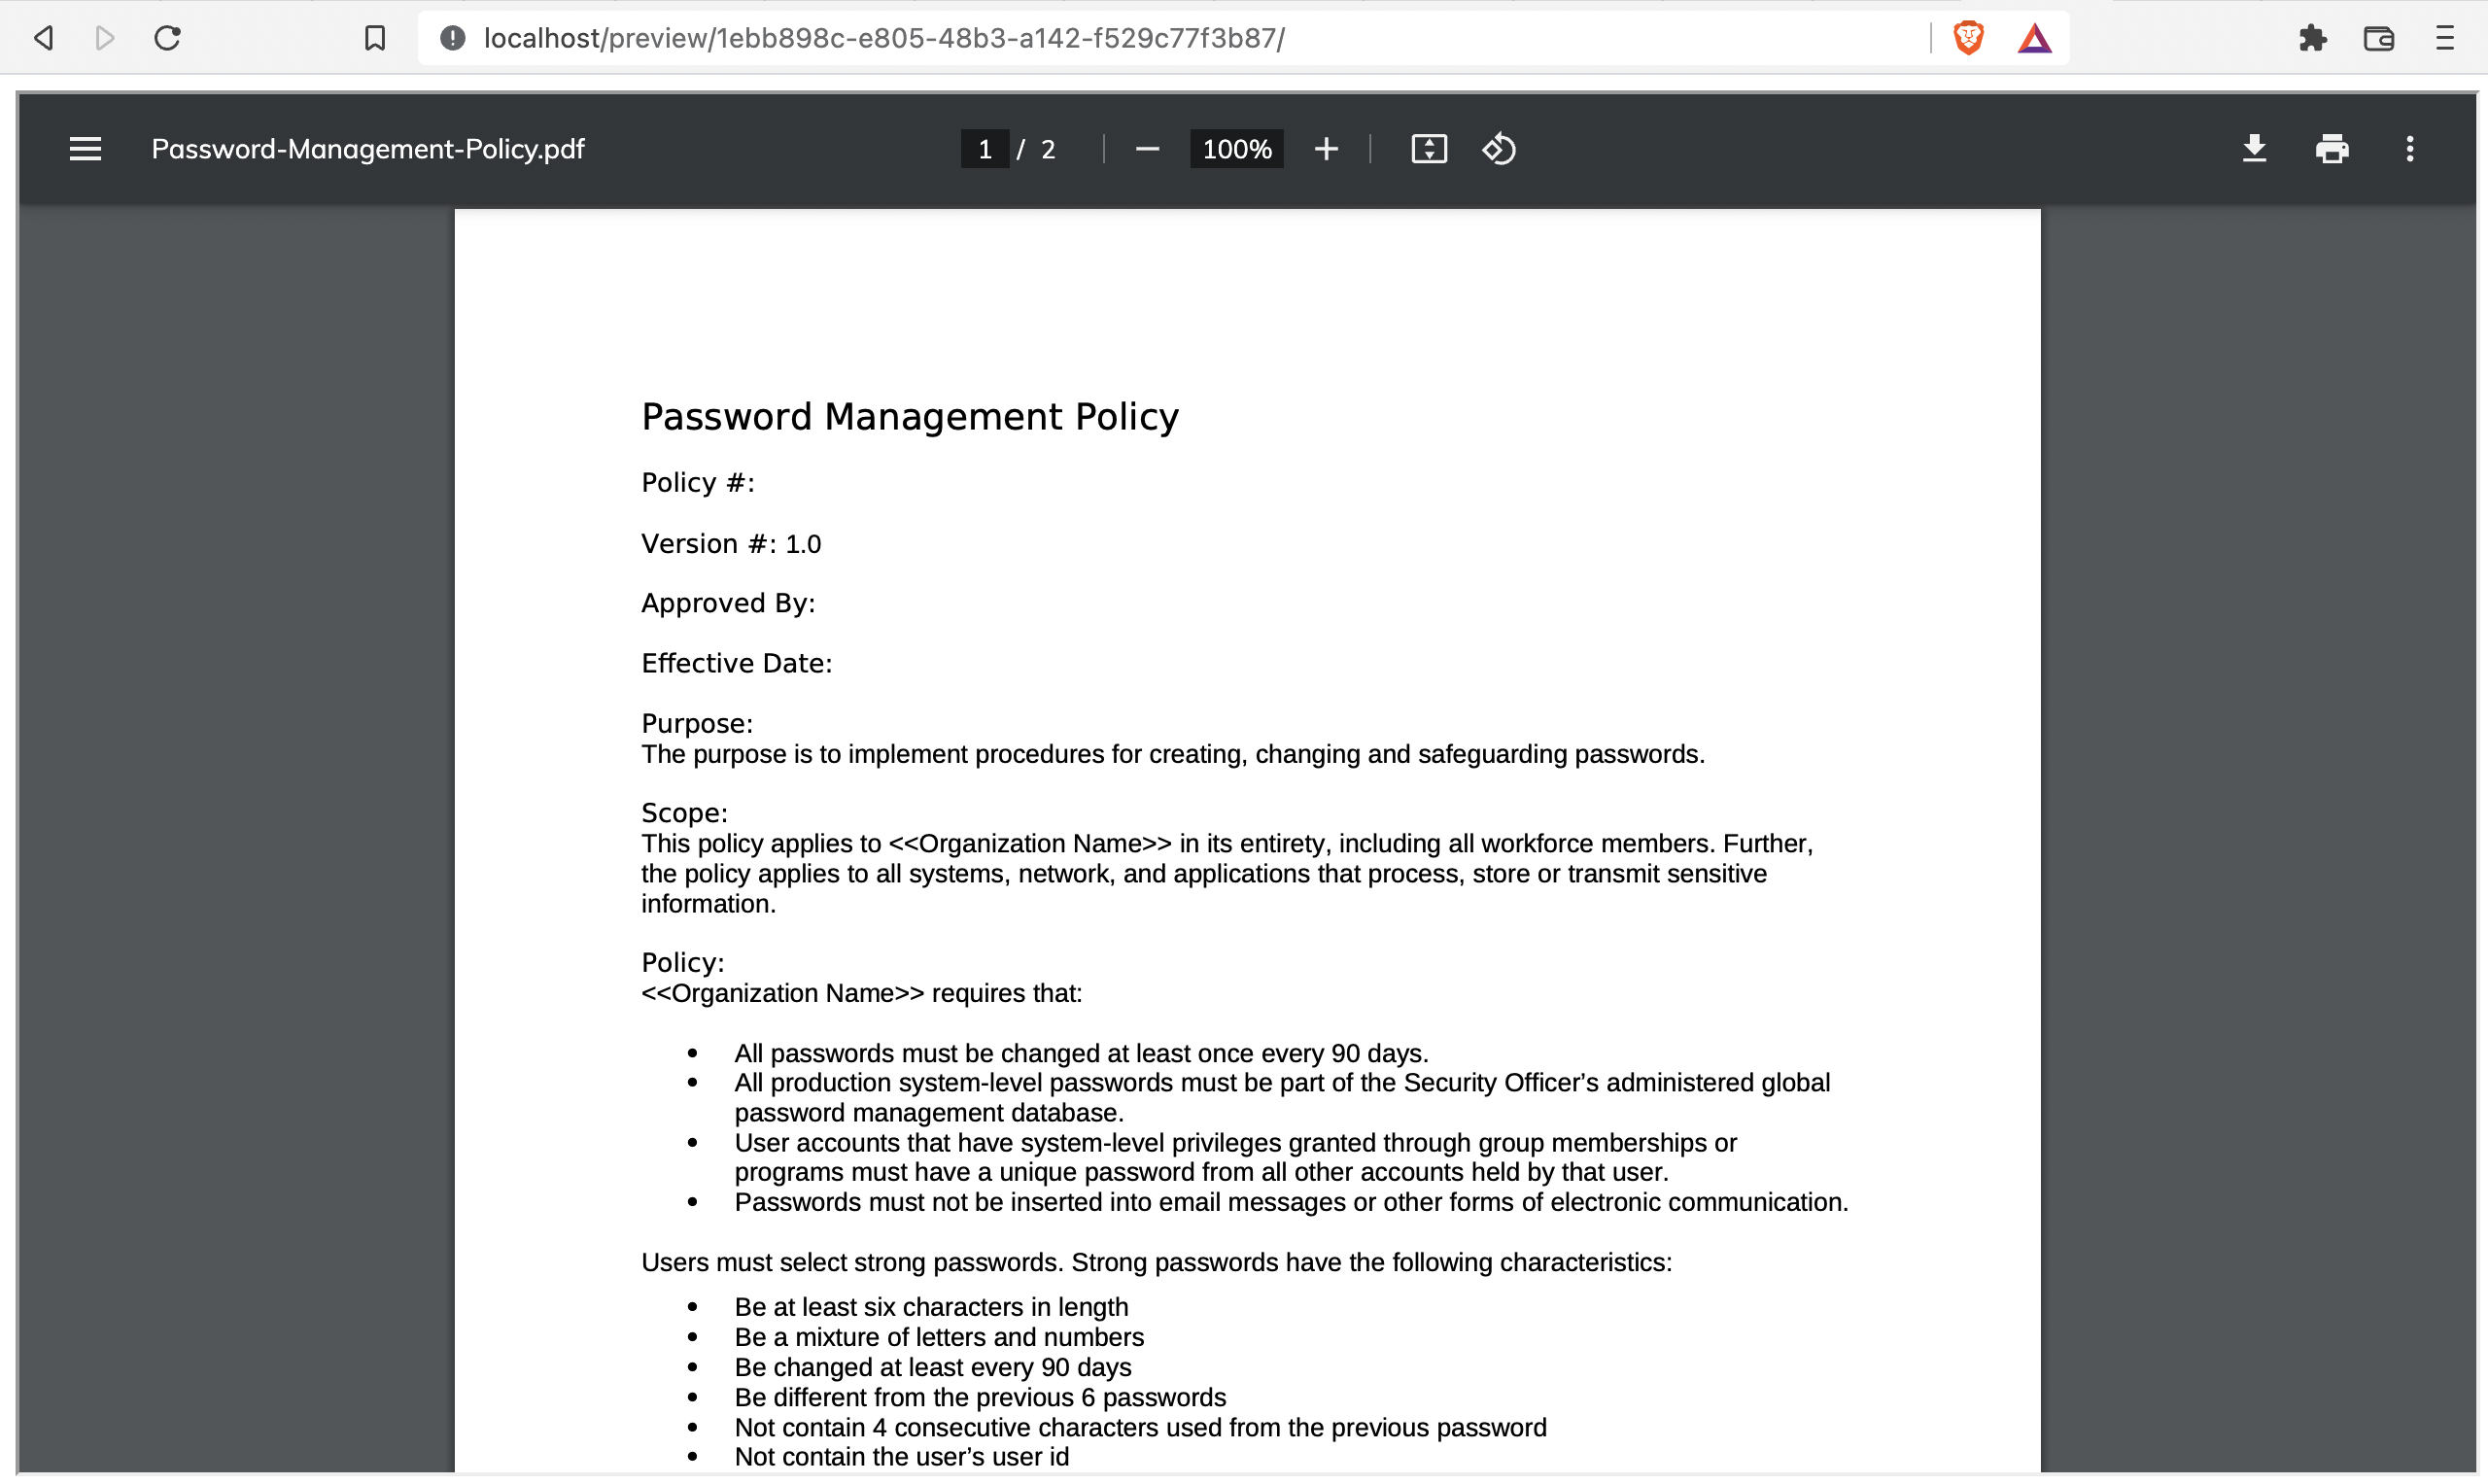 localhost/preview/1ebb898c-e805-48b3-a142-f529c77f3b87/
Password-Management-Policy.pdf
1 / 2
100%
Password Management Policy
Policy #:
Version #: 1.0
Approved By:
Effective Date:
Purpose:
The purpose is to implement procedures for creating, changing and safeguarding passwords.
Scope:
This policy applies to <<Organization Name>> in its entirety, including all workforce members. Further,
the policy applies to all systems, network, and applications that process, store or transmit sensitive
information.
Policy:
<<Organization Name>> requires that:
• All passwords must be changed at least once every 90 days.
• All production system-level passwords must be part of the Security Officer’s administered global
password management database.
• User accounts that have system-level privileges granted through group memberships or
programs must have a unique password from all other accounts held by that user.
• Passwords must not be inserted into email messages or other forms of electronic communication.
Users must select strong passwords. Strong passwords have the following characteristics:
• Be at least six characters in length
• Be a mixture of letters and numbers
• Be changed at least every 90 days
• Be different from the previous 6 passwords
• Not contain 4 consecutive characters used from the previous password
• Not contain the user’s user id